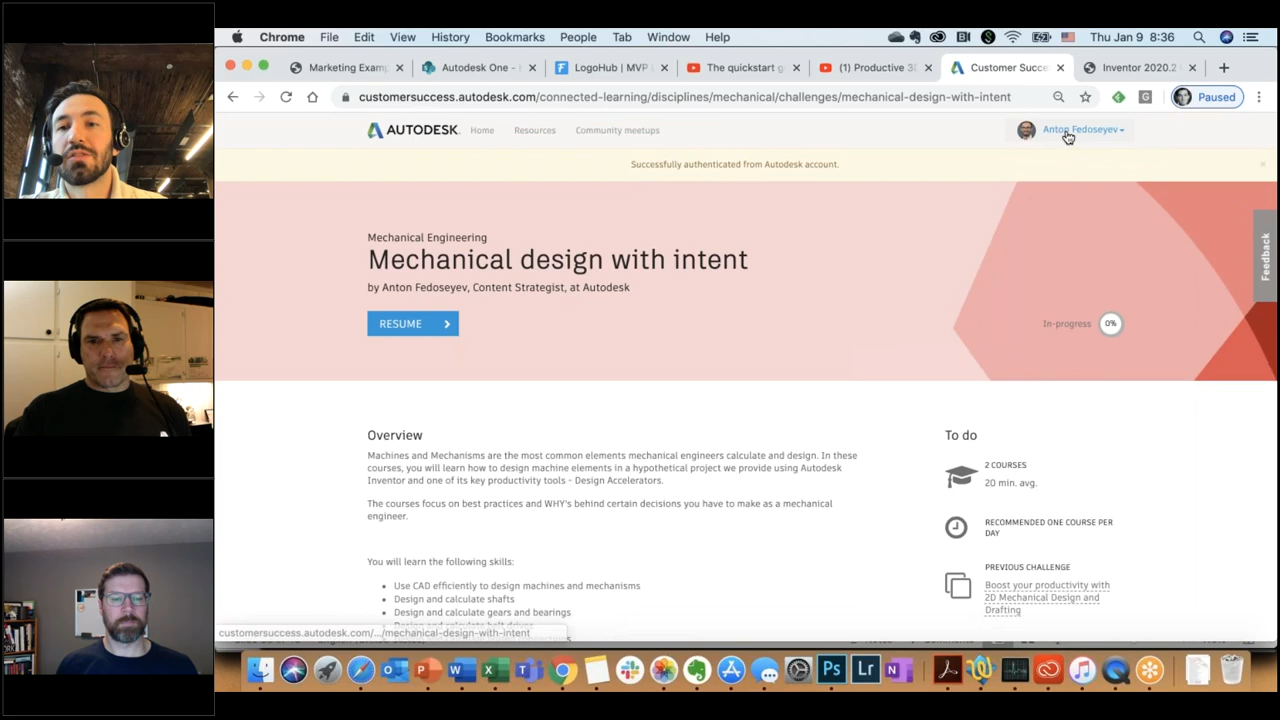 Chrome File Edit View History Bookmarks People Tab Window Help
Thu Jan 9 8:36
Marketing Exam
Autodesk One -
LogoHub | MVP
The quickstart g
(1) Productive 3D
Customer Succe
Inventor 2020.2
customersuccess.autodesk.com/connected-learning/disciplines/mechanical/challenges/mechanical-design-with-intent
Paused
AUTODESK. Home Resources Community meetups
Anton Fedoseyev
Successfully authenticated from Autodesk account.
Mechanical Engineering
Mechanical design with intent
by Anton Fedoseyev, Content Strategist, at Autodesk
RESUME
In-progress 0%
Feedback
Overview
Machines and Mechanisms are the most common elements mechanical engineers calculate and design. In these
courses, you will learn how to design machine elements in a hypothetical project we provide using Autodesk
Inventor and one of its key productivity tools - Design Accelerators.
The courses focus on best practices and WHY's behind certain decisions you have to make as a mechanical
engineer.
You will learn the following skills:
Use CAD efficiently to design machines and mechanisms
Design and calculate shafts
Design and calculate gears and bearings
To do
2 COURSES
20 min. avg.
RECOMMENDED ONE COURSE PER
DAY
PREVIOUS CHALLENGE
Boost your productivity with
2D Mechanical Design and
Drafting
customersuccess.autodesk.com/.../mechanical-design-with-intent
Ps
Lr